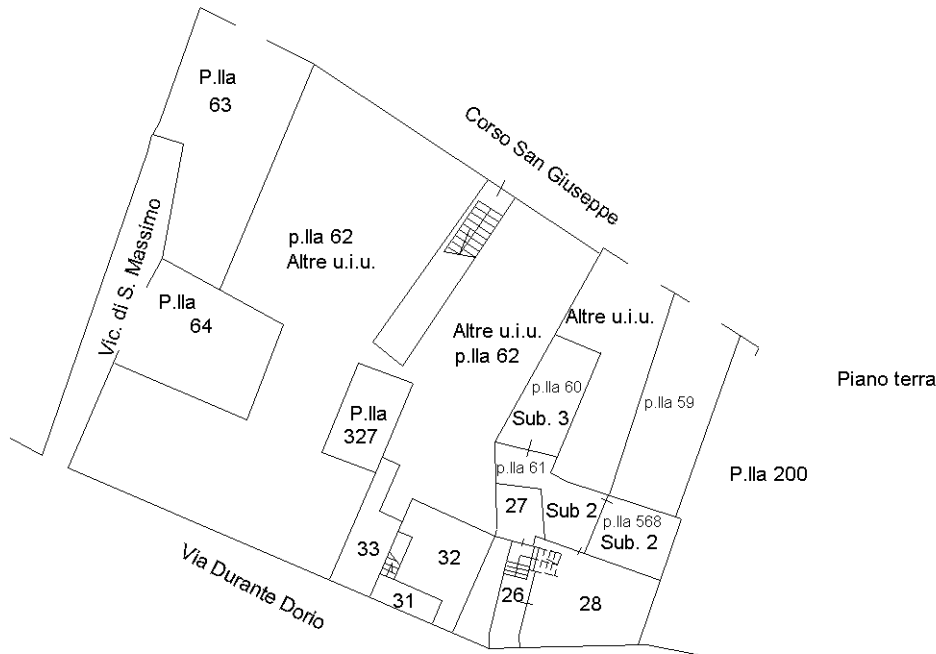 P.lla
63
Corso San Giuseppe
Vic. di S. Massimo
p.lla 62
Altre u.i.u.
P.lla
64
Altre u.i.u.
Altre u.i.u.
p.lla 62
Piano terra
p.lla 60
Sub. 3
p.lla 59
P.lla
327
p.lla 61
P.lla 200
27
Sub 2
p.lla 568
Sub. 2
33
32
Via Durante Dorio
31
26
28